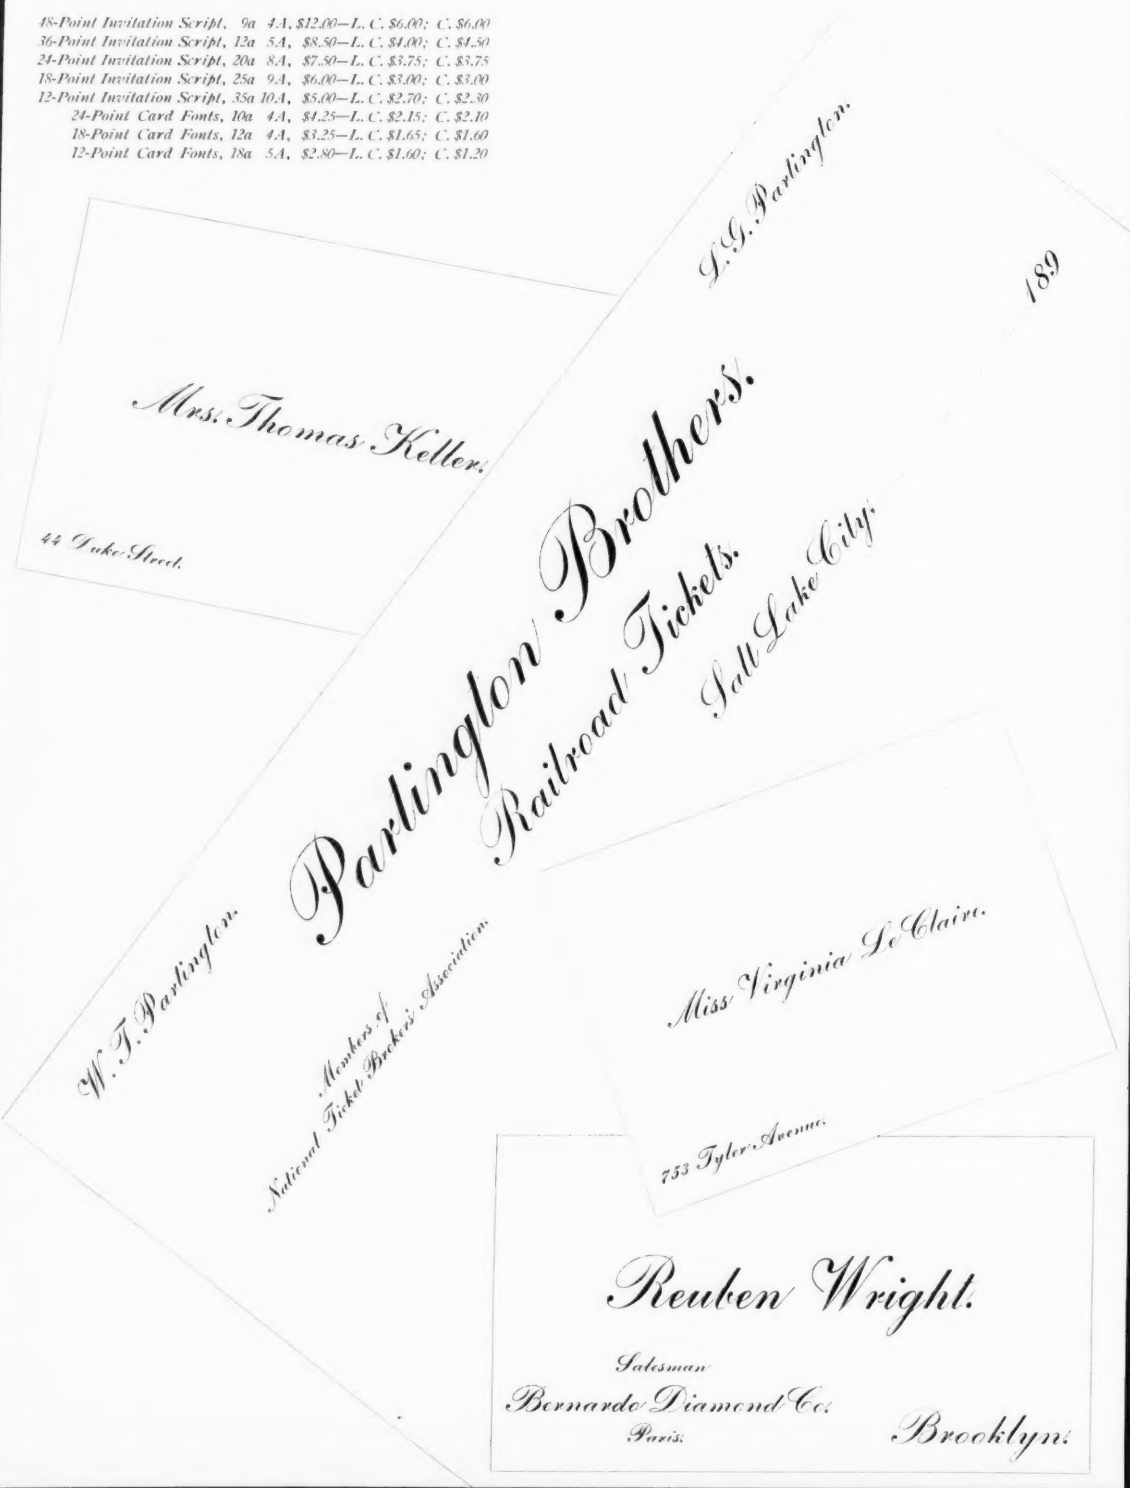 48-Point Invitation Script, 9a 4A, $12.00—L. C. $6.00; C. $6.00
36-Point Invitation Script, 12a 5A, $8.50—L. C. $4.00; C. $4.50
24-Point Invitation Script, 20a 8A, $7.50—L. C. $3.75; C. $3.75
18-Point Invitation Script, 25a 9A, $6.00—L. C. $3.00; C. $3.00
12-Point Invitation Script, 35a 10A, $5.00—L. C. $2.70; C. $2.30
24-Point Card Fonts, 10a 4A, $4.25—L. C. $2.15; C. $2.10
18-Point Card Fonts, 12a 4A, $3.25—L. C. $1.65; C. $1.60
12-Point Card Fonts, 18a 5A, $2.80—L. C. $1.60; C. $1.20
Mrs. Thomas Keller.
44 Duke Street.
W. T. Partington.
L. G. Partington.
Partington Brothers.
Railroad Tickets.
Salt Lake City.
189
Members of
National Ticket Brokers' Association.
Miss Virginia Le Claire.
753 Tyler Avenue.
Reuben Wright.
Salesman
Bernardo Diamond Co.
Paris.
Brooklyn.